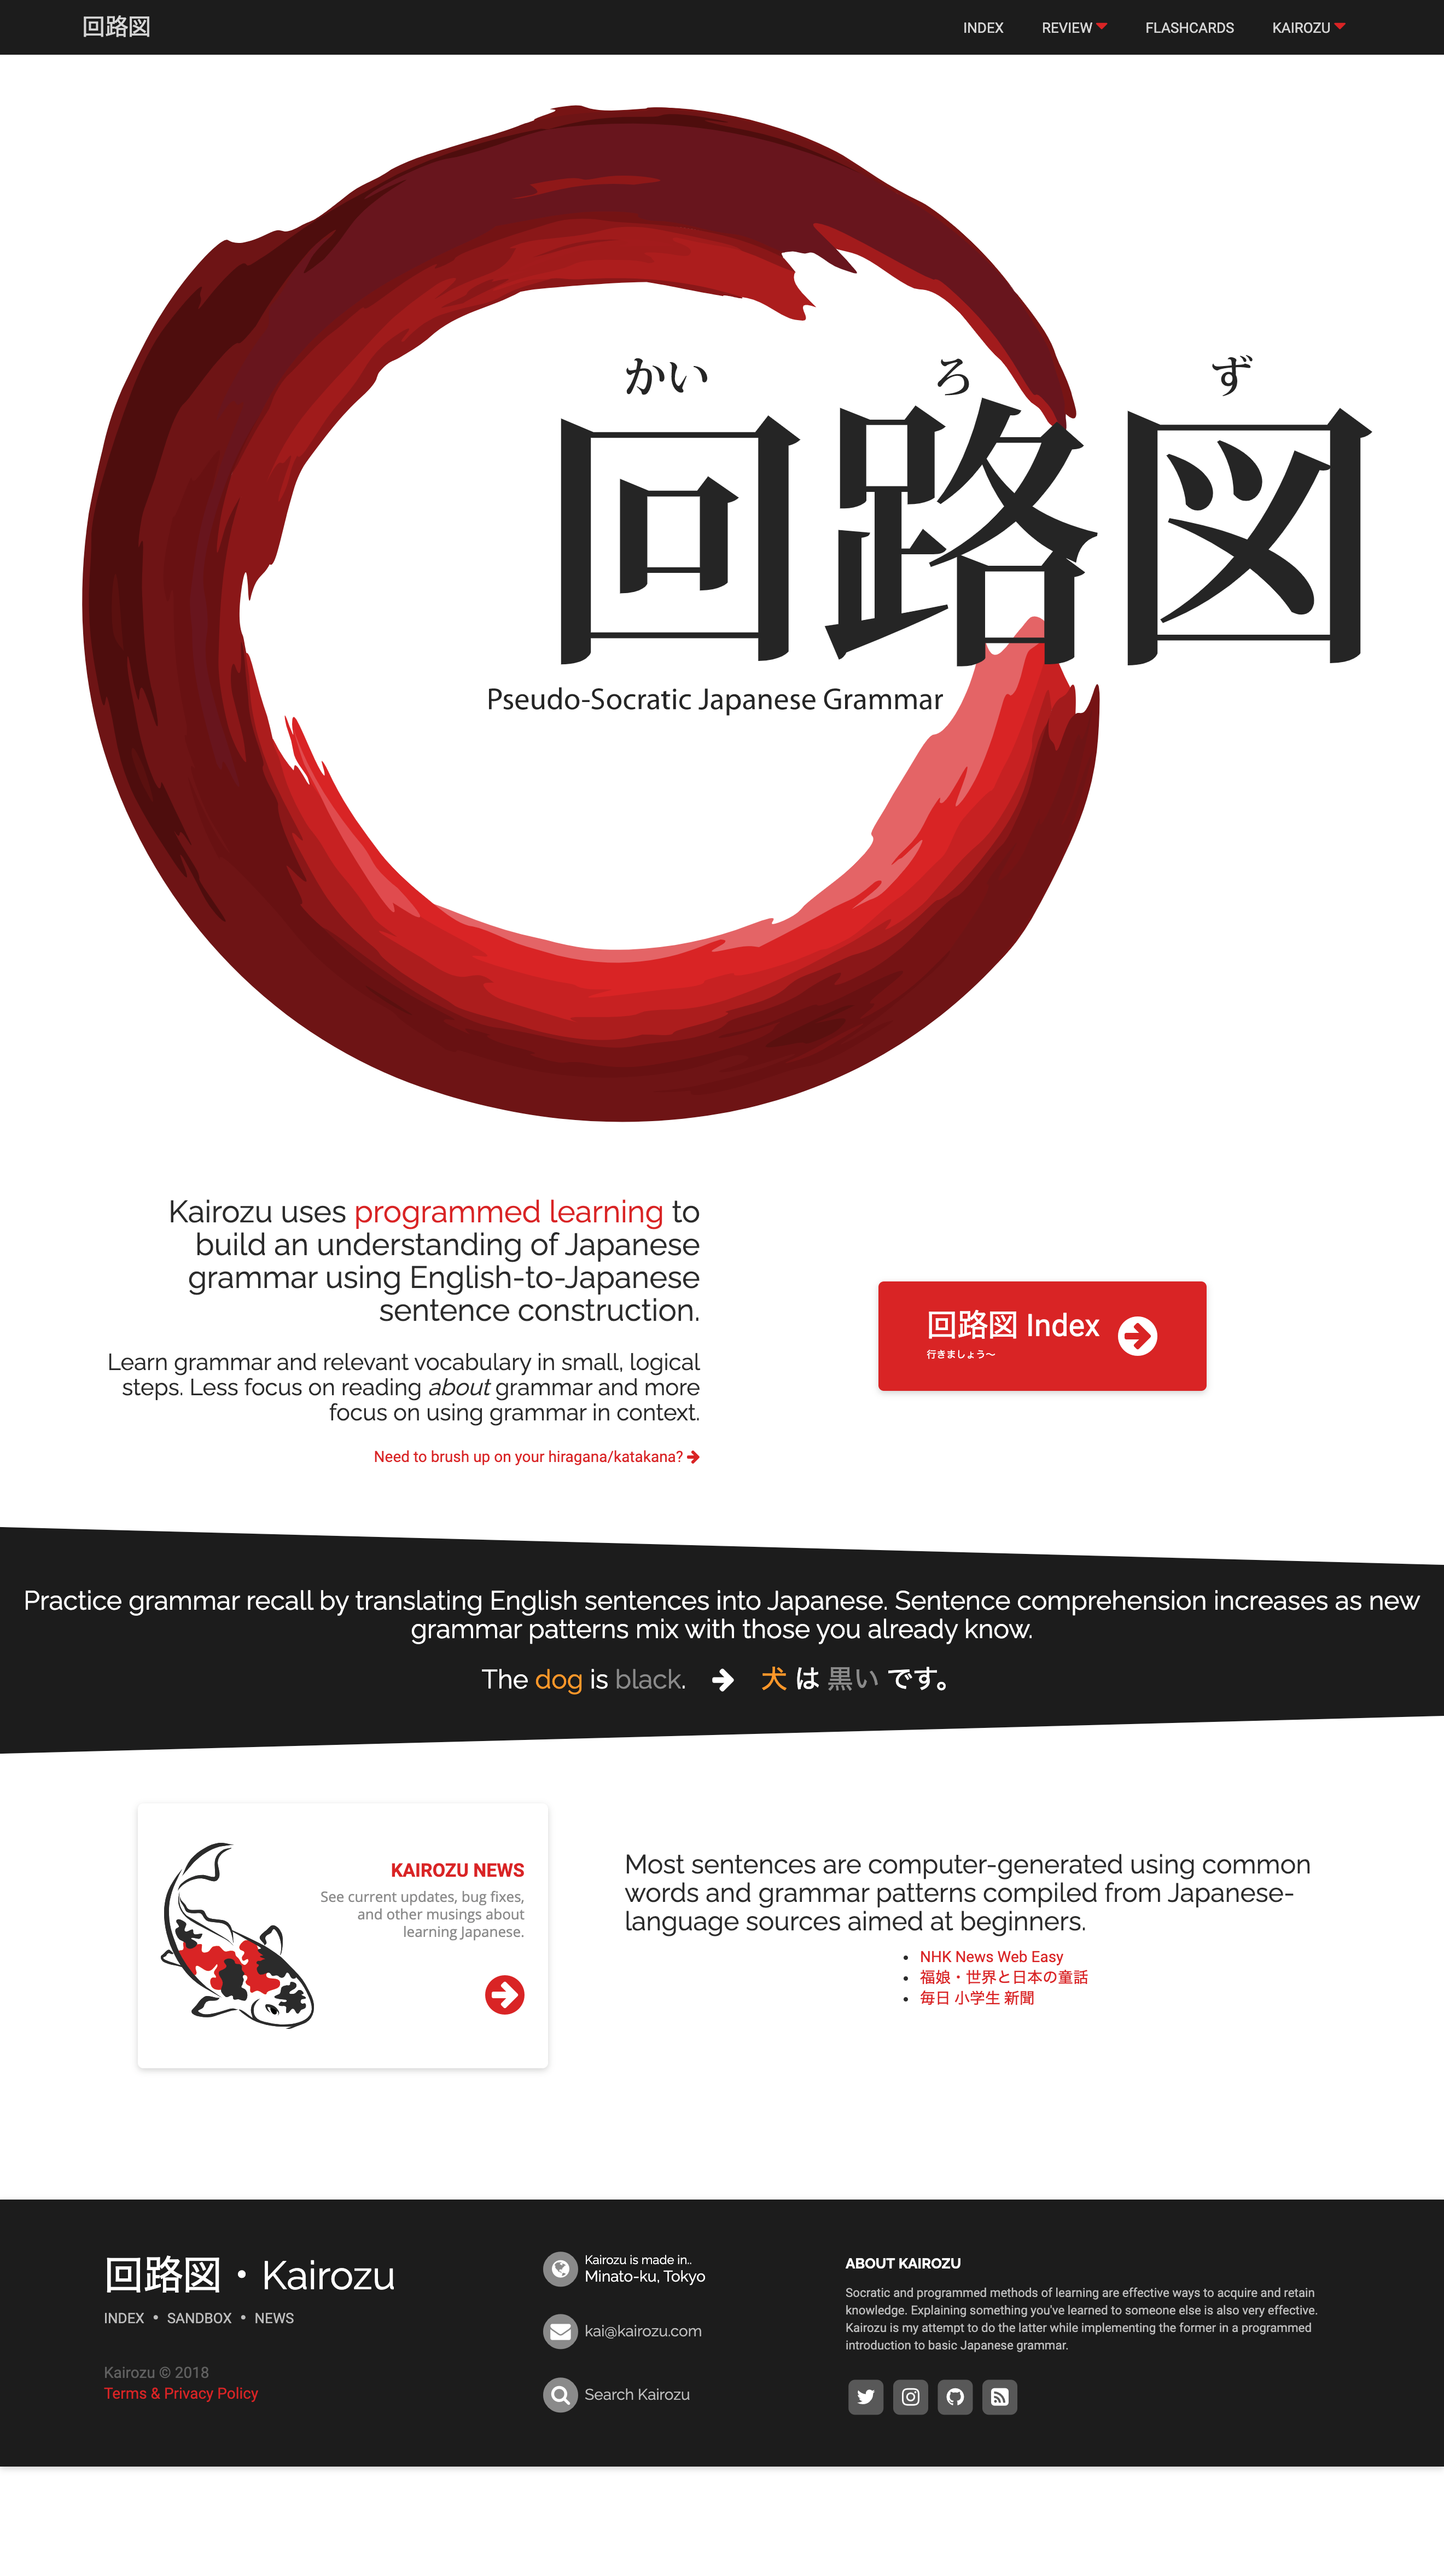 回路図
INDEX
REVIEW
FLASHCARDS
KAIROZU
かい ろ ず
回路図
Pseudo-Socratic Japanese Grammar
Kairozu uses programmed learning to
build an understanding of Japanese
grammar using English-to-Japanese
sentence construction.
Learn grammar and relevant vocabulary in small, logical
steps. Less focus on reading about grammar and more
focus on using grammar in context.
Need to brush up on your hiragana/katakana?
回路図 Index
行きましょう〜
Practice grammar recall by translating English sentences into Japanese. Sentence comprehension increases as new
grammar patterns mix with those you already know.
The dog is black. → 犬 は 黒い です。
KAIROZU NEWS
See current updates, bug fixes,
and other musings about
learning Japanese.
Most sentences are computer-generated using common
words and grammar patterns compiled from Japanese-
language sources aimed at beginners.
• NHK News Web Easy
• 福娘・世界と日本の童話
• 毎日 小学生 新聞
回路図・Kairozu
INDEX • SANDBOX • NEWS
Kairozu © 2018
Terms & Privacy Policy
Kairozu is made in..
Minato-ku, Tokyo
kai@kairozu.com
Search Kairozu
ABOUT KAIROZU
Socratic and programmed methods of learning are effective ways to acquire and retain
knowledge. Explaining something you've learned to someone else is also very effective.
Kairozu is my attempt to do the latter while implementing the former in a programmed
introduction to basic Japanese grammar.